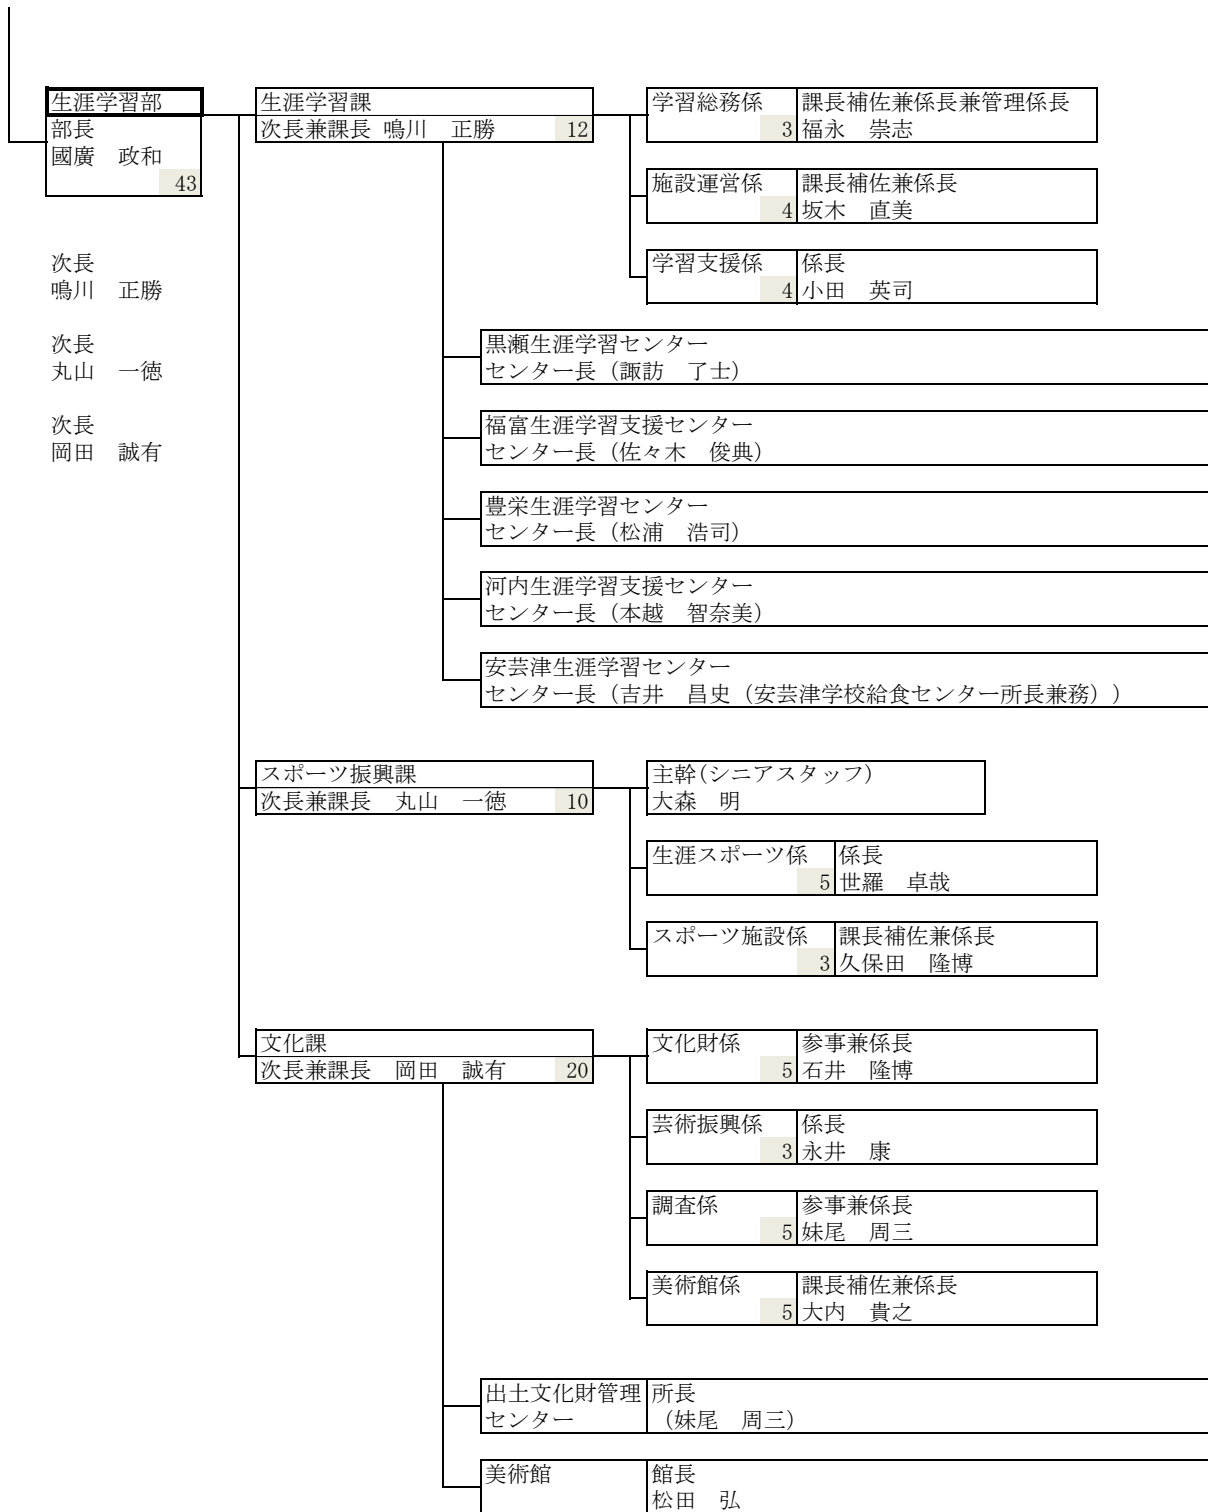 生涯学習部
部長
國廣　政和
43
次長
鳴川　正勝
次長
丸山　一徳
次長
岡田　誠有
生涯学習課
次長兼課長 鳴川　正勝 12
学習総務係 課長補佐兼係長兼管理係長
3 福永　崇志
施設運営係 課長補佐兼係長
4 坂木　直美
学習支援係 係長
4 小田　英司
黒瀬生涯学習センター
センター長（諏訪　了士）
福富生涯学習支援センター
センター長（佐々木　俊典）
豊栄生涯学習センター
センター長（松浦　浩司）
河内生涯学習支援センター
センター長（本越　智奈美）
安芸津生涯学習センター
センター長（吉井　昌史（安芸津学校給食センター所長兼務））
スポーツ振興課
次長兼課長　丸山　一徳 10
主幹(シニアスタッフ)
大森　明
生涯スポーツ係 係長
5 世羅　卓哉
スポーツ施設係 課長補佐兼係長
3 久保田　隆博
文化課
次長兼課長　岡田　誠有 20
文化財係 参事兼係長
5 石井　隆博
芸術振興係 係長
3 永井　康
調査係 参事兼係長
5 妹尾　周三
美術館係 課長補佐兼係長
5 大内　貴之
出土文化財管理 所長
センター （妹尾　周三）
美術館 館長
松田　弘